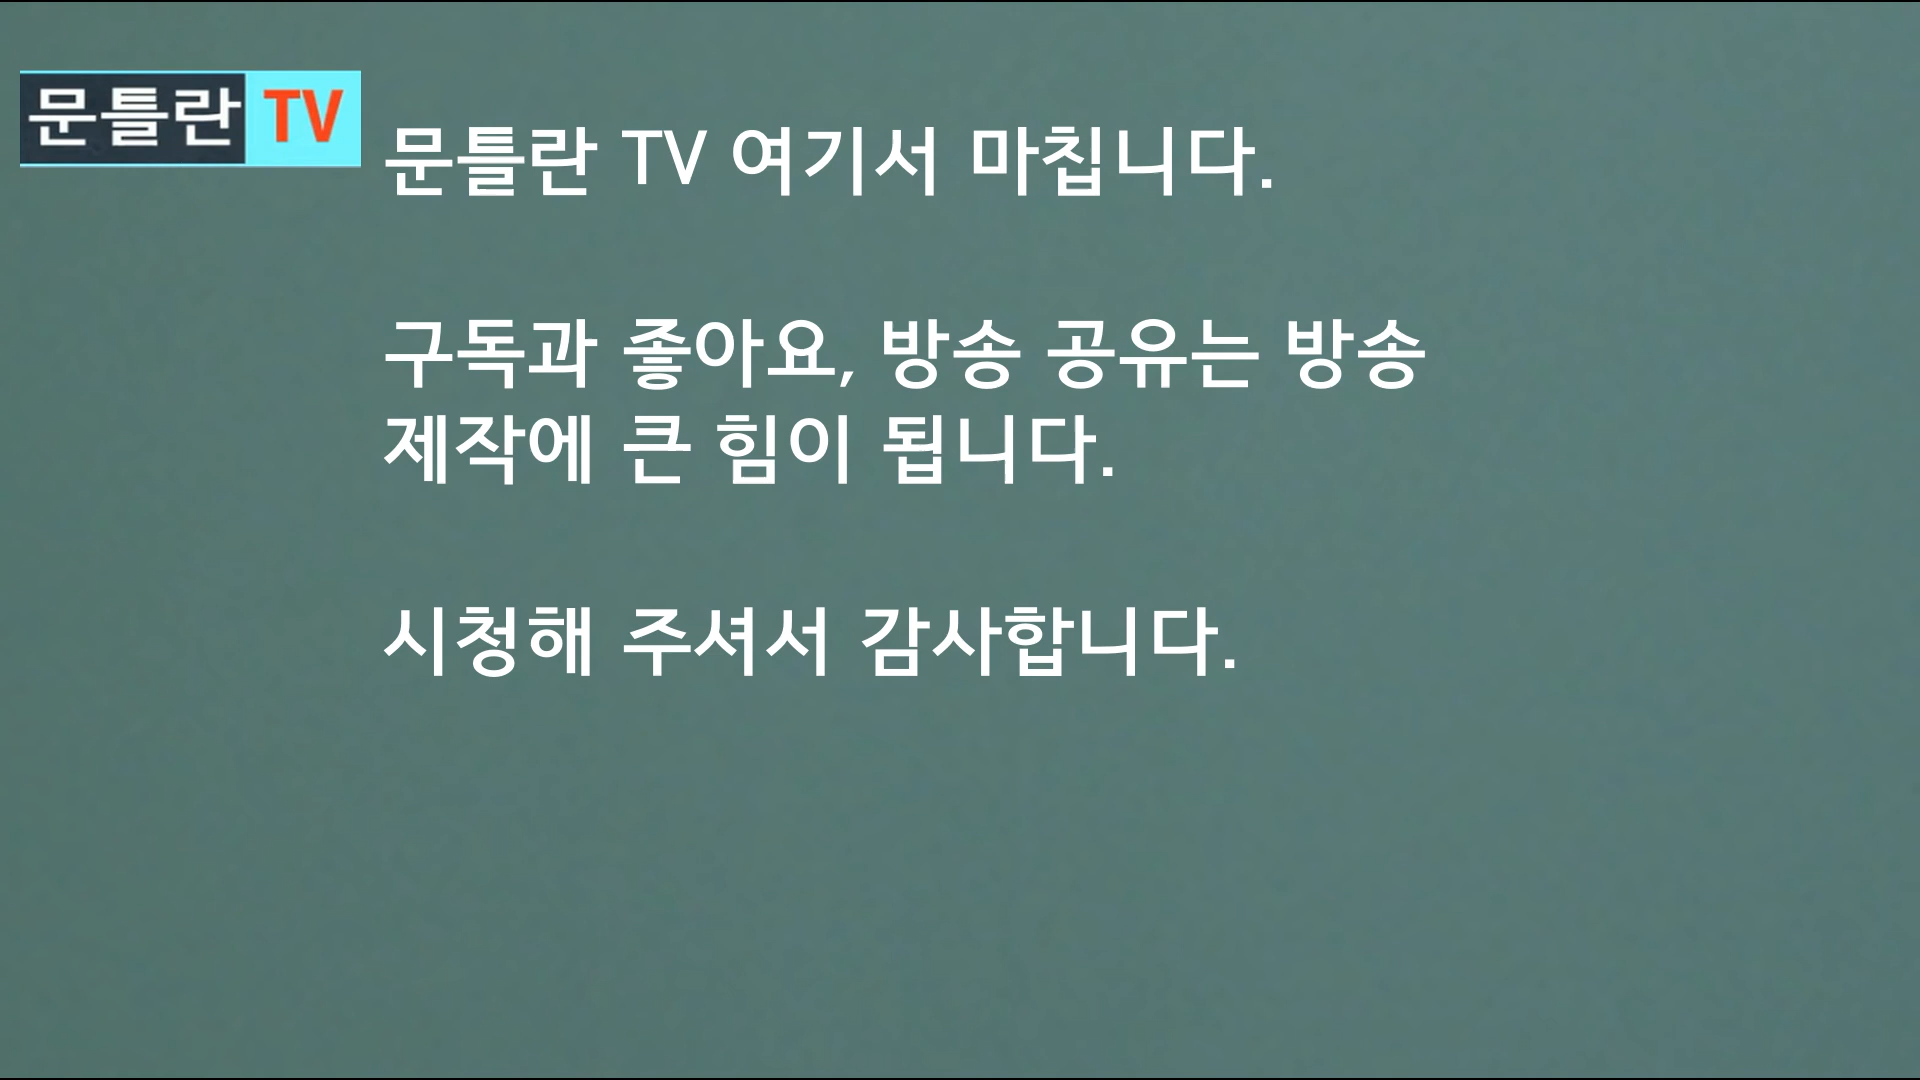 문틀란 TV
문틀란 TV 여기서 마칩니다.
구독과 좋아요, 방송 공유는 방송
제작에 큰 힘이 됩니다.
시청해 주셔서 감사합니다.